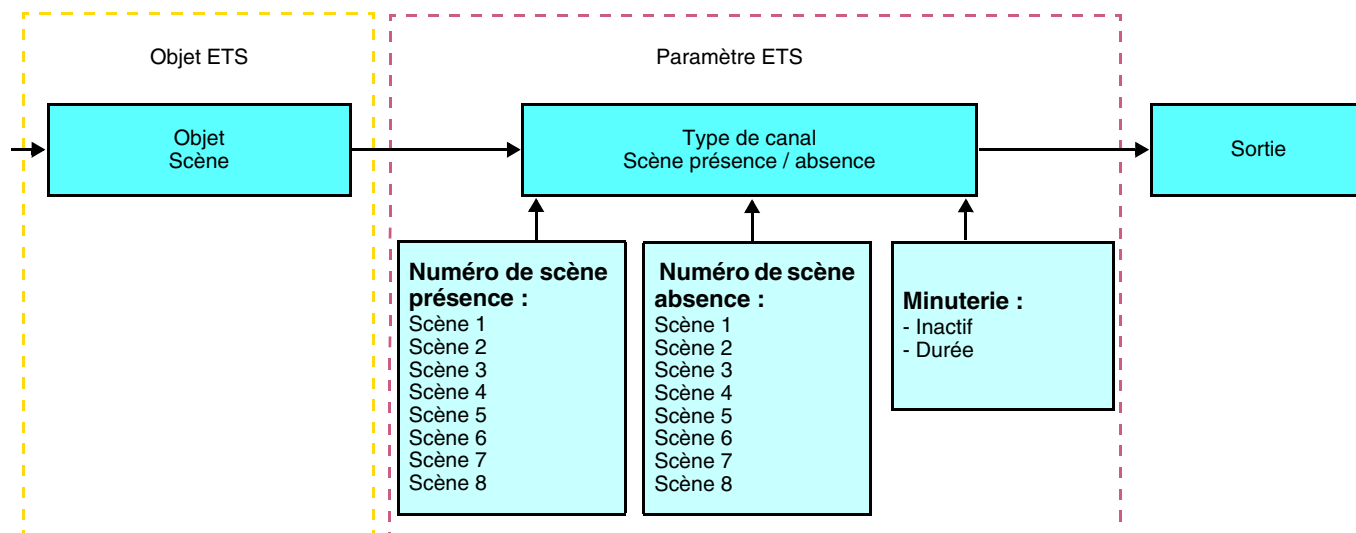 Objet ETS
Paramètre ETS
Objet
Scène
Type de canal
Scène présence / absence
Sortie
Numéro de scène
présence :
Scène 1
Scène 2
Scène 3
Scène 4
Scène 5
Scène 6
Scène 7
Scène 8
Numéro de scène
absence :
Scène 1
Scène 2
Scène 3
Scène 4
Scène 5
Scène 6
Scène 7
Scène 8
Minuterie :
- Inactif
- Durée